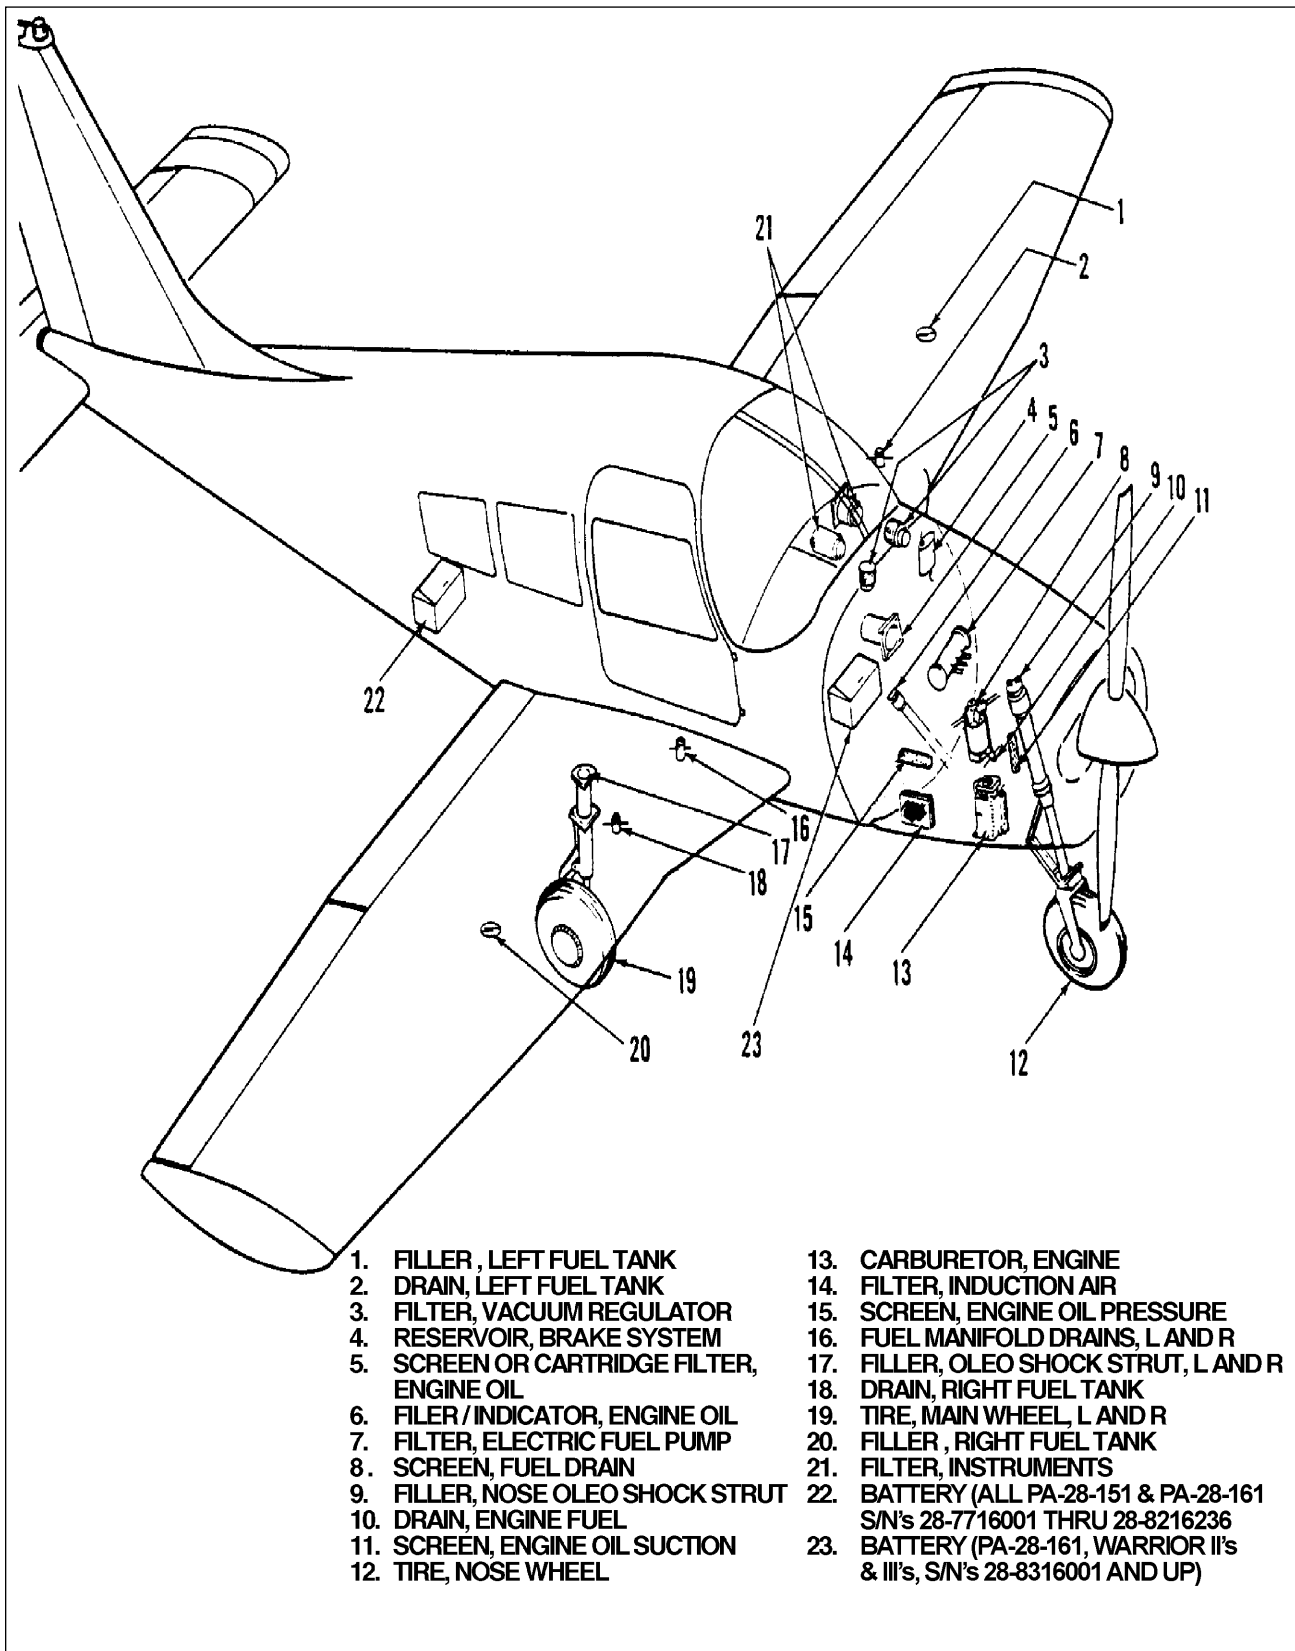 1
2
21
3
4
5
6
7
8
9
10
11
22
16
17
18
15
14
13
19
20
23
12
1. FILLER , LEFT FUEL TANK
2. DRAIN, LEFT FUEL TANK
3. FILTER, VACUUM REGULATOR
4. RESERVOIR, BRAKE SYSTEM
5. SCREEN OR CARTRIDGE FILTER,
ENGINE OIL
6. FILER / INDICATOR, ENGINE OIL
7. FILTER, ELECTRIC FUEL PUMP
8. SCREEN, FUEL DRAIN
9. FILLER, NOSE OLEO SHOCK STRUT
10. DRAIN, ENGINE FUEL
11. SCREEN, ENGINE OIL SUCTION
12. TIRE, NOSE WHEEL
13. CARBURETOR, ENGINE
14. FILTER, INDUCTION AIR
15. SCREEN, ENGINE OIL PRESSURE
16. FUEL MANIFOLD DRAINS, L AND R
17. FILLER, OLEO SHOCK STRUT, L AND R
18. DRAIN, RIGHT FUEL TANK
19. TIRE, MAIN WHEEL, L AND R
20. FILLER , RIGHT FUEL TANK
21. FILTER, INSTRUMENTS
22. BATTERY (ALL PA-28-151 & PA-28-161
S/N's 28-7716001 THRU 28-8216236
23. BATTERY (PA-28-161, WARRIOR II's
& III's, S/N's 28-8316001 AND UP)